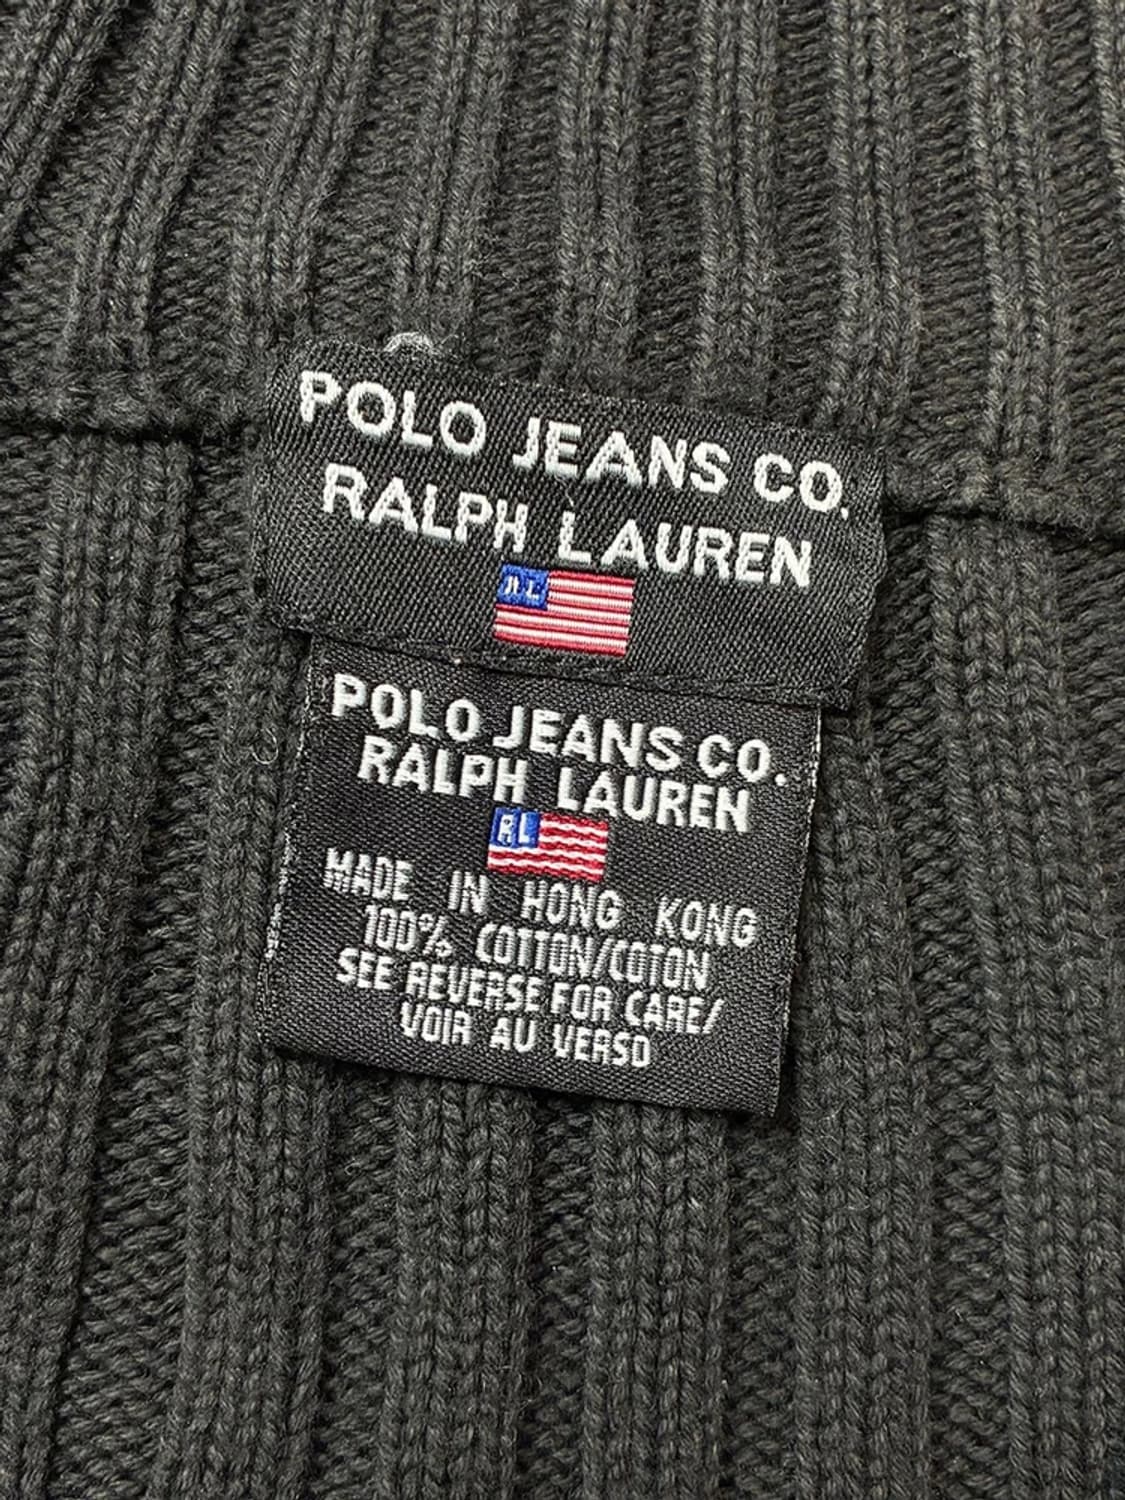 POLO JEANS CO.
RALPH LAUREN
RL
POLO JEANS CO.
RALPH LAUREN
RL
MADE IN HONG KONG
100% COTTON/COTON
SEE REVERSE FOR CARE/
VOIR AU VERSO